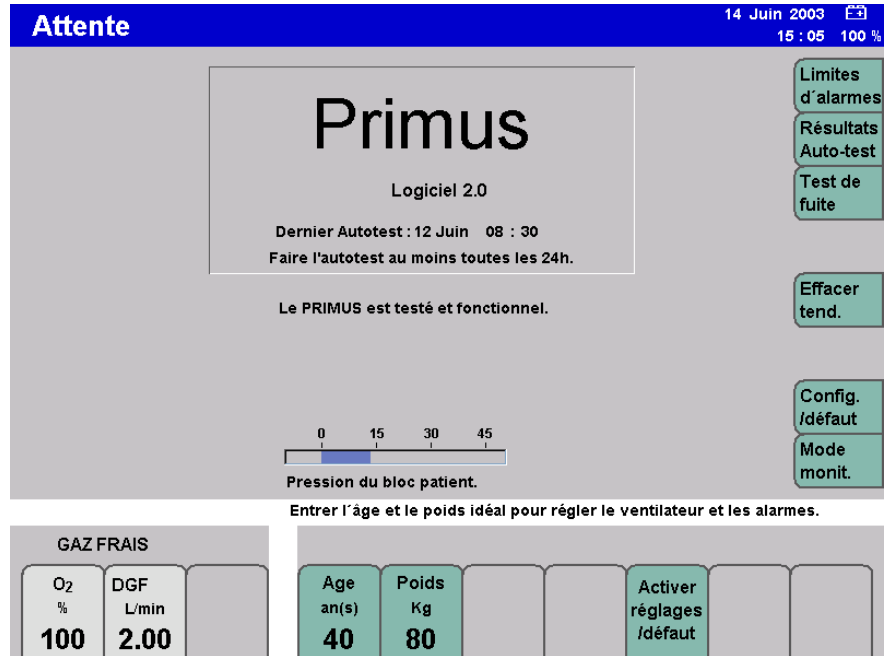 Attente
14 Juin 2003
15 : 05 100 %
Limites
d´alarmes
Résultats
Auto-test
Test de
fuite
Primus
Logiciel 2.0
Dernier Autotest : 12 Juin 08 : 30
Faire l'autotest au moins toutes les 24h.
Le PRIMUS est testé et fonctionnel.
Effacer
tend.
Config.
/défaut
Mode
monit.
0 15 30 45
Pression du bloc patient.
Entrer l´âge et le poids idéal pour régler le ventilateur et les alarmes.
GAZ FRAIS
O2
%
100
DGF
L/min
2.00
Age
an(s)
40
Poids
Kg
80
Activer
réglages
/défaut